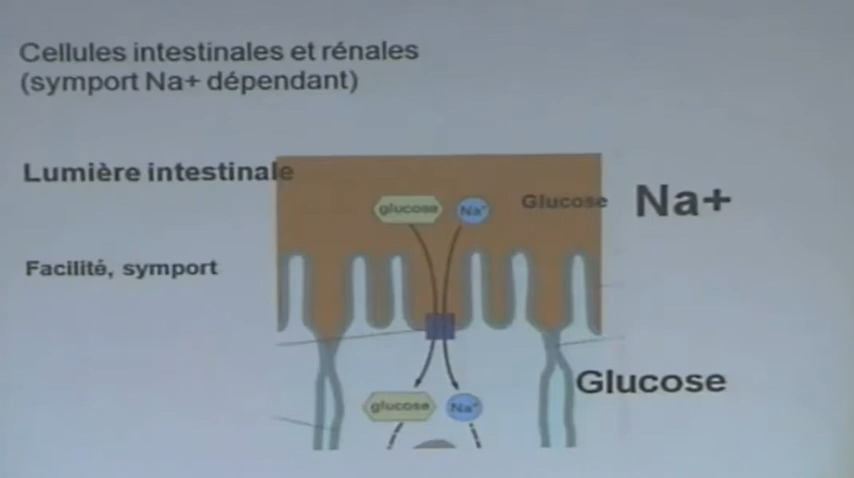 Cellules intestinales et rénales
(symport Na+ dépendant)
Lumière intestinale
glucose
Na+
Glucose
Na+
Facilité, symport
Glucose
glucose
Na+